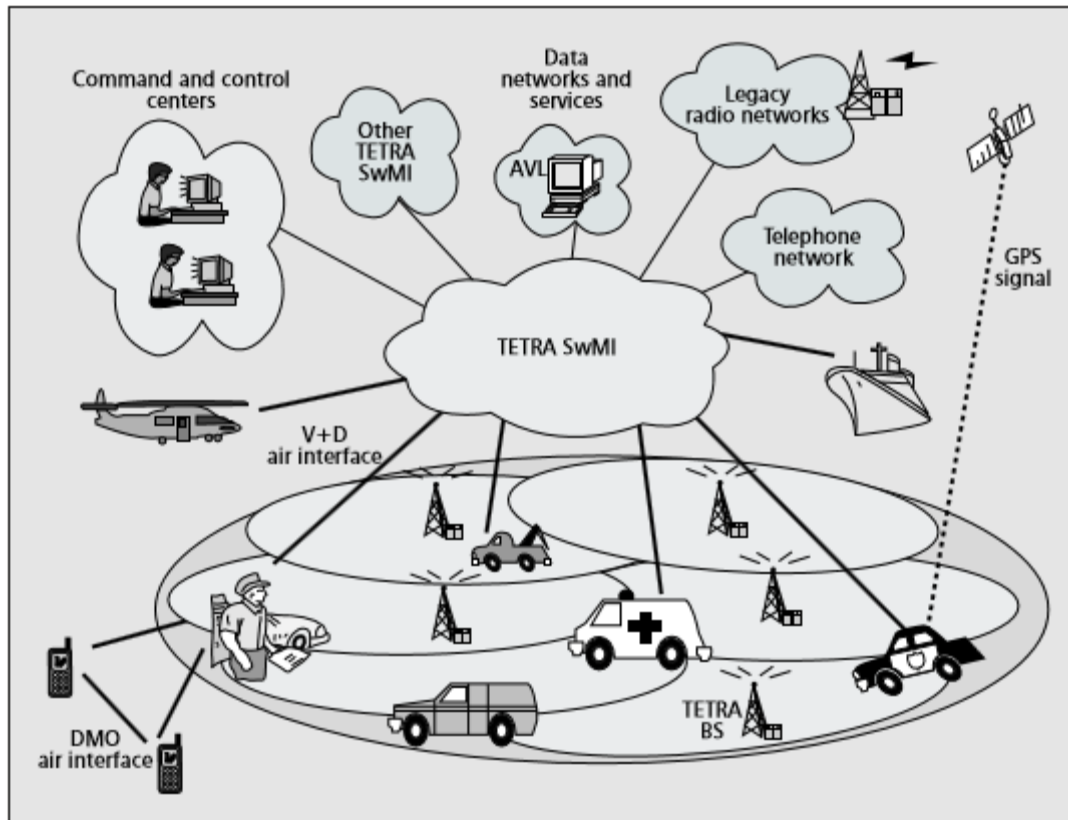 Command and control
centers
Other
TETRA
SwMI
Data
networks and
services
AVL
Legacy
radio networks
Telephone
network
GPS
signal
TETRA SwMI
V+D
air interface
TETRA
BS
DMO
air interface